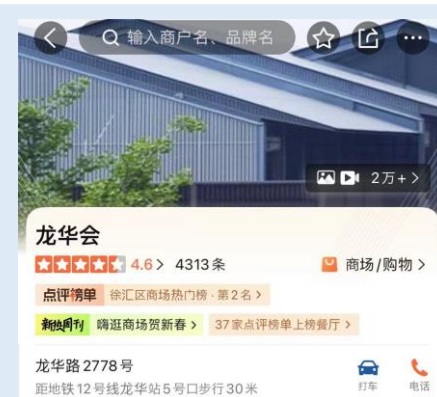 输入商户名、品牌名
2万+ >
龙华会
4.6 > 4313条 商场/购物 >
点评榜单 徐汇区商场热门榜·第2名 >
新热周刊 嗨逛商场贺新春 > 37家点评榜单上榜餐厅 >
龙华路2778号
距地铁12号线龙华站5号口步行30米
打车 电话